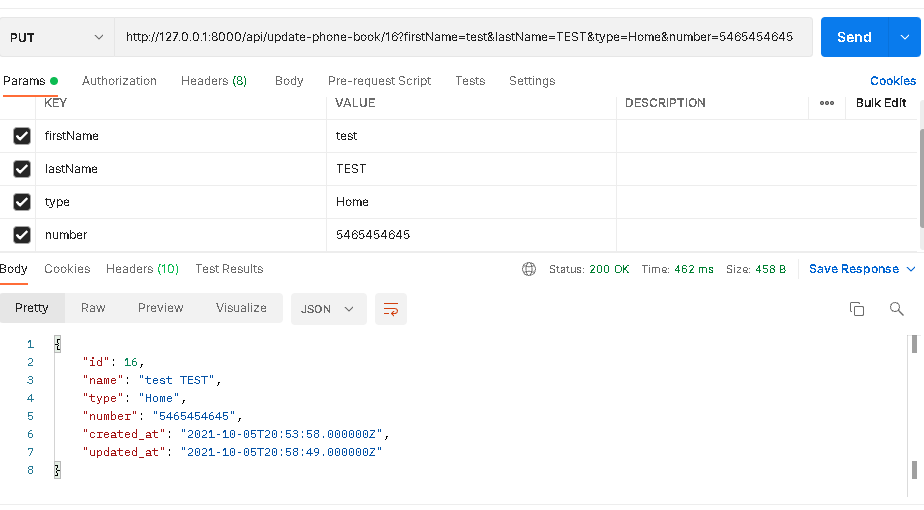 PUT http://127.0.0.1:8000/api/update-phone-book/16?firstName=test&lastName=TEST&type=Home&number=5465454645 Send
Params Authorization Headers (8) Body Pre-request Script Tests Settings Cookies
KEY VALUE DESCRIPTION ••• Bulk Edit
firstName test
lastName TEST
type Home
number 5465454645
Body Cookies Headers (10) Test Results Status: 200 OK Time: 462 ms Size: 458 B Save Response
Pretty Raw Preview Visualize JSON
1 {
2 "id": 16,
3 "name": "test TEST",
4 "type": "Home",
5 "number": "5465454645",
6 "created_at": "2021-10-05T20:53:58.000000Z",
7 "updated_at": "2021-10-05T20:58:49.000000Z"
8 }